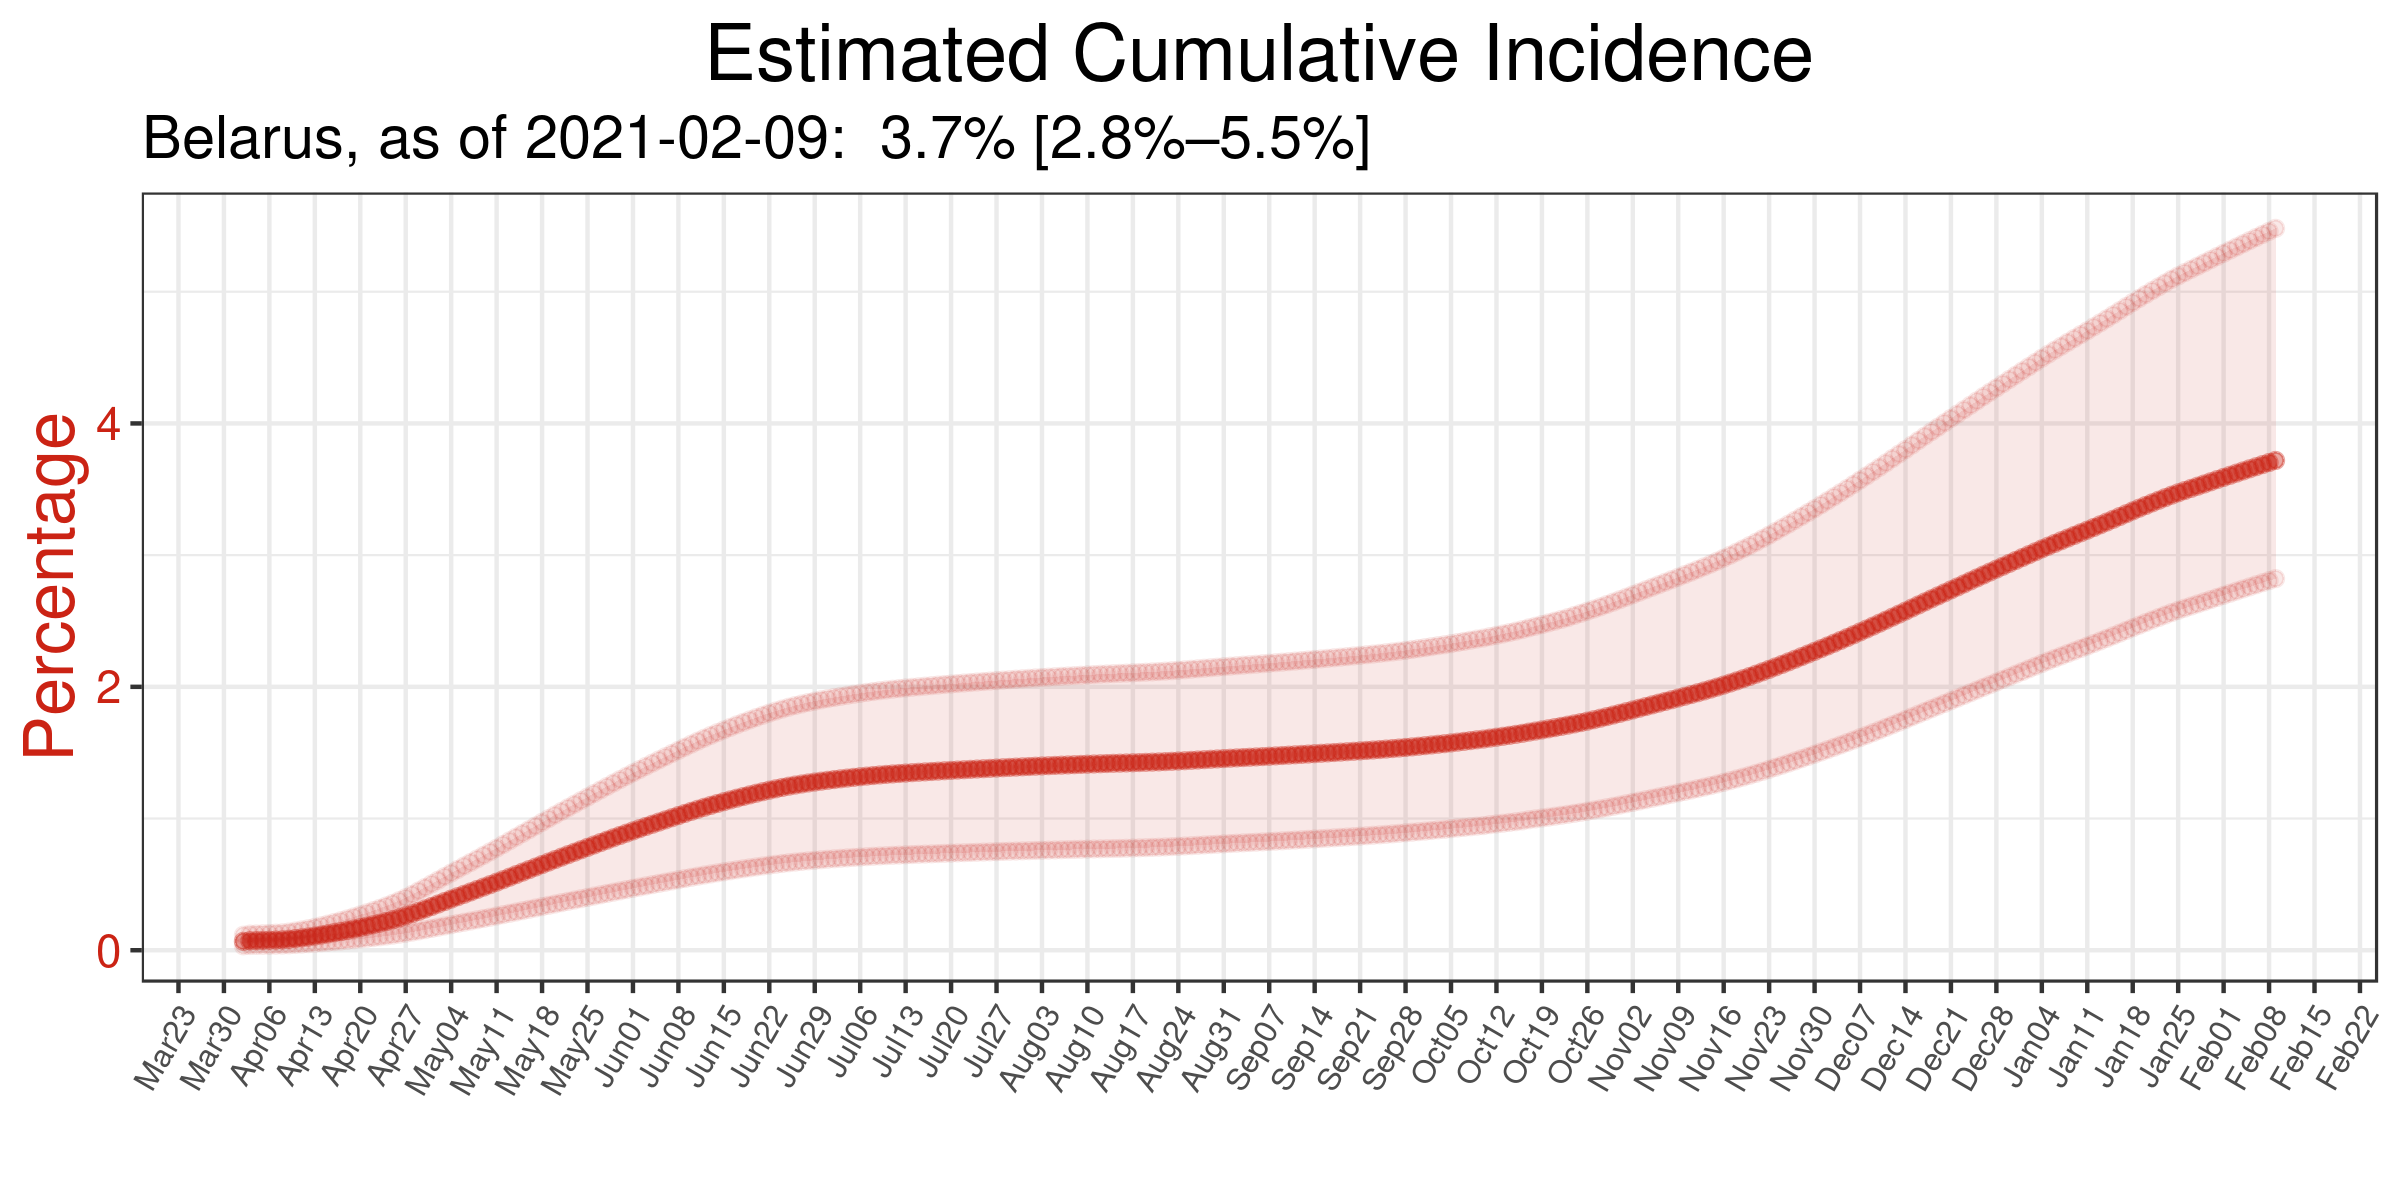 Estimated Cumulative Incidence
Belarus, as of 2021-02-09:  3.7% [2.8%–5.5%]
Percentage
4
2
0
Mar23
Mar30
Apr06
Apr13
Apr20
Apr27
May04
May11
May18
May25
Jun01
Jun08
Jun15
Jun22
Jun29
Jul06
Jul13
Jul20
Jul27
Aug03
Aug10
Aug17
Aug24
Aug31
Sep07
Sep14
Sep21
Sep28
Oct05
Oct12
Oct19
Oct26
Nov02
Nov09
Nov16
Nov23
Nov30
Dec07
Dec14
Dec21
Dec28
Jan04
Jan11
Jan18
Jan25
Feb01
Feb08
Feb15
Feb22